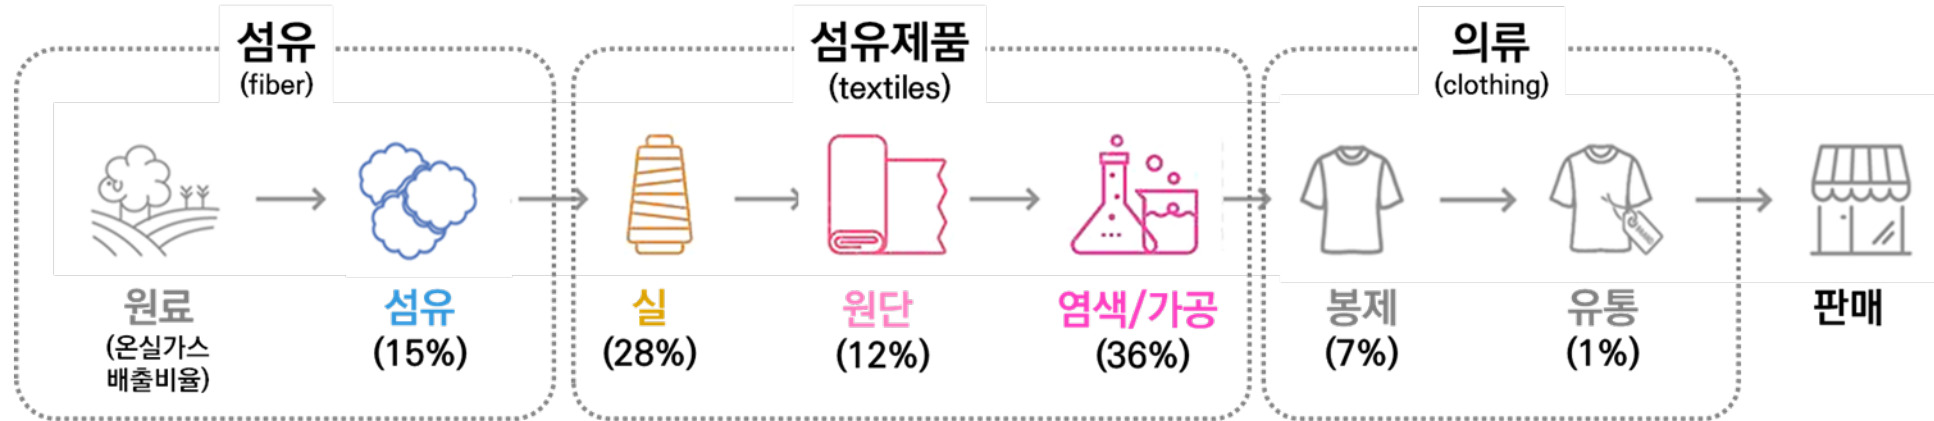 섬유
(fiber)
섬유제품
(textiles)
의류
(clothing)
원료
(온실가스
배출비율)
섬유
(15%)
실
(28%)
원단
(12%)
염색/가공
(36%)
봉제
(7%)
유통
(1%)
판매